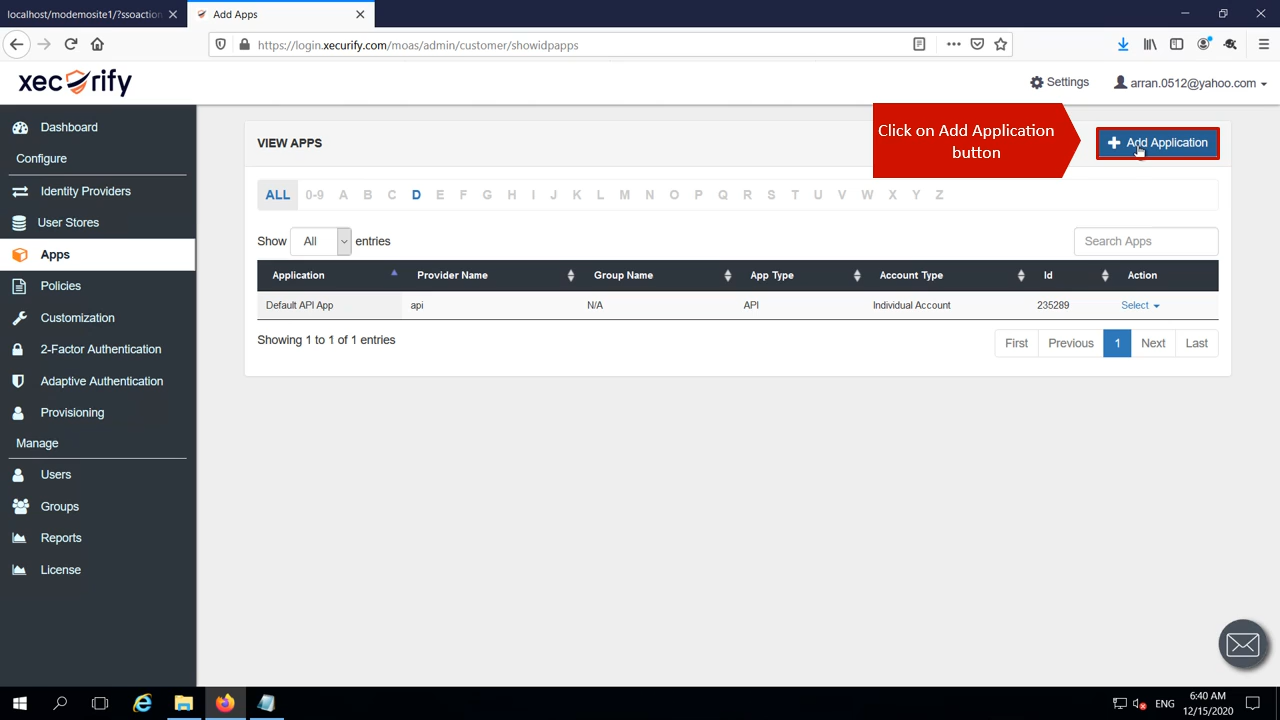 localhost/modemosite1/?ssoaction
Add Apps
https://login.xecurify.com/moas/admin/customer/showidpapps
xecurify
Settings
arran.0512@yahoo.com
Dashboard
Configure
Identity Providers
User Stores
Apps
Policies
Customization
2-Factor Authentication
Adaptive Authentication
Provisioning
Manage
Users
Groups
Reports
License
VIEW APPS
Click on Add Application
button
Add Application
ALL 0-9 A B C D E F G H I J K L M N O P Q R S T U V W X Y Z
Show All entries
Search Apps
Application Provider Name Group Name App Type Account Type Id Action
Default API App api N/A API Individual Account 235289 Select
Showing 1 to 1 of 1 entries
First Previous 1 Next Last
ENG
6:40 AM
12/15/2020